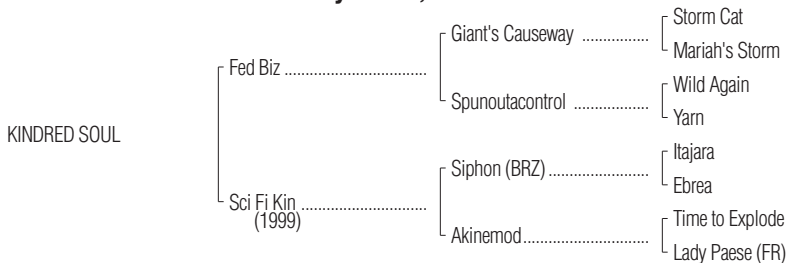 Storm Cat
Giant's Causeway ................
Mariah's Storm
Fed Biz ..................................
Wild Again
Spunoutacontrol ..................
Yarn
KINDRED SOUL
Itajara
Siphon (BRZ) ........................
Ebrea
Sci Fi Kin ..............................
(1999)
Time to Explode
Akinemod..............................
Lady Paese (FR)